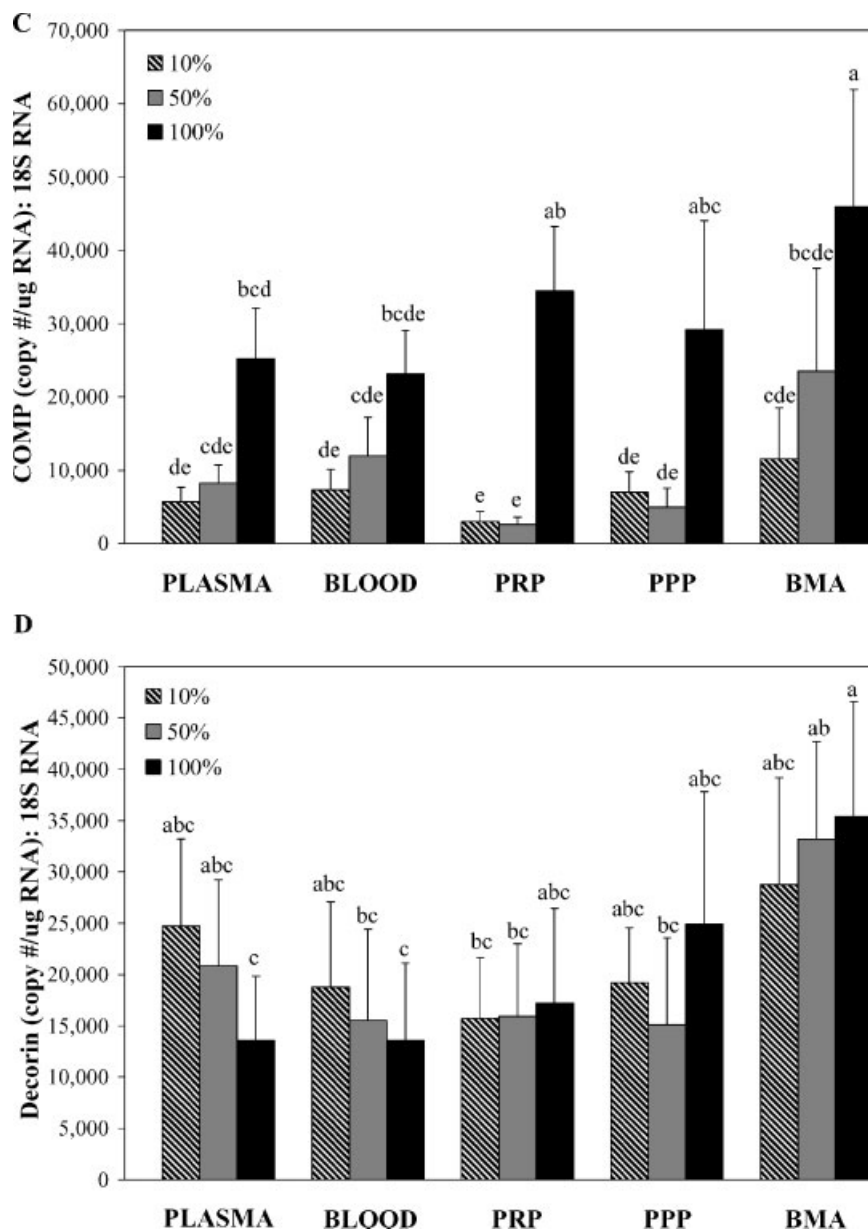 C
COMP (copy #/ug RNA): 18S RNA
70,000
60,000
50,000
40,000
30,000
20,000
10,000
0
10%
50%
100%
de cde bcd
de cde bcde
e e ab
de de abc
cde bcde a
PLASMA BLOOD PRP PPP BMA
D
Decorin (copy #/ug RNA): 18S RNA
50,000
45,000
40,000
35,000
30,000
25,000
20,000
15,000
10,000
5,000
0
10%
50%
100%
abc abc c
abc bc c
bc bc abc
abc bc abc
abc ab a
PLASMA BLOOD PRP PPP BMA